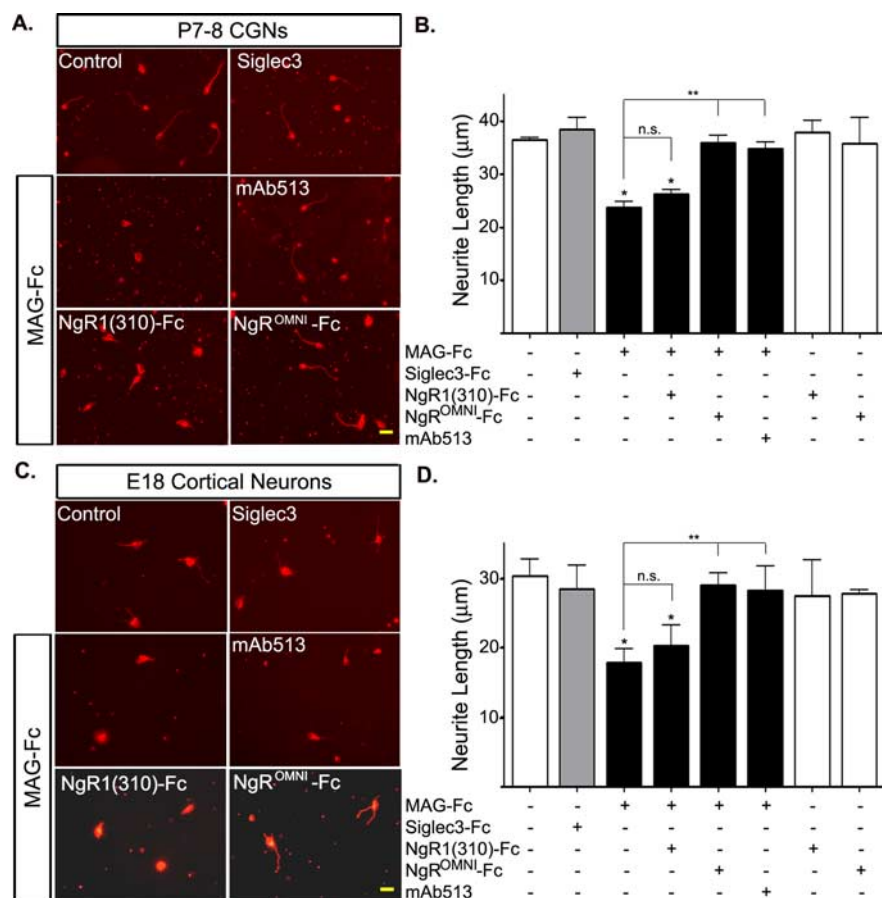 A.
P7-8 CGNs
Control
Siglec3
mAb513
NgR1(310)-Fc
NgR^OMNI -Fc
MAG-Fc
B.
Neurite Length (µm)
40
30
20
10
**
n.s.
*
*
MAG-Fc - - + + + + - -
Siglec3-Fc - + - - - - - -
NgR1(310)-Fc - - - + - - + -
NgR^OMNI-Fc - - - - + - - +
mAb513 - - - - - + - -
C.
E18 Cortical Neurons
Control
Siglec3
mAb513
NgR1(310)-Fc
NgR^OMNI -Fc
MAG-Fc
D.
Neurite Length (µm)
30
20
10
**
n.s.
*
*
MAG-Fc - - + + + + - -
Siglec3-Fc - + - - - - - -
NgR1(310)-Fc - - - + - - + -
NgR^OMNI-Fc - - - - + - - +
mAb513 - - - - - + - -